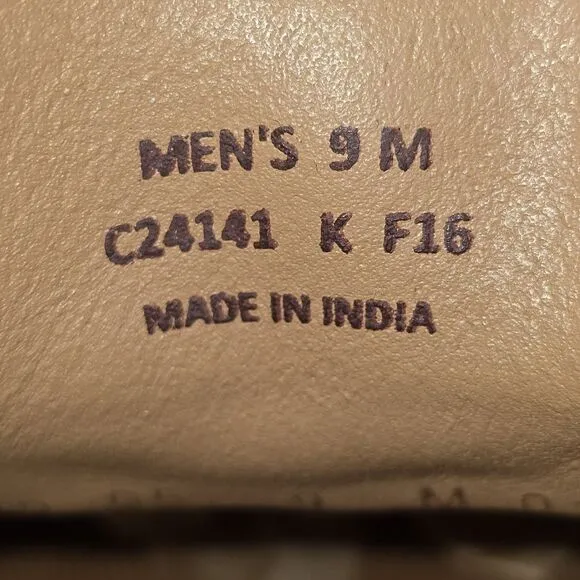 MEN'S 9 M
C24141 K F16
MADE IN INDIA